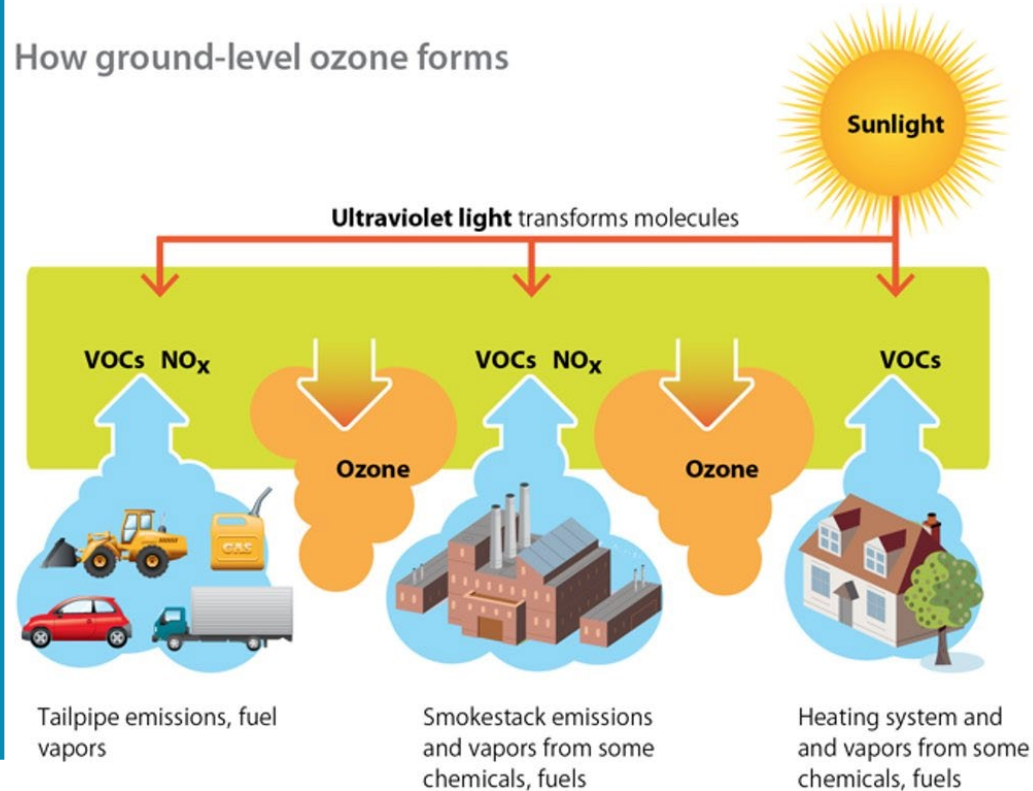 How ground-level ozone forms
Sunlight
Ultraviolet light transforms molecules
VOCs NOx
VOCs NOx
VOCs
Ozone
Ozone
GAS
Tailpipe emissions, fuel
vapors
Smokestack emissions
and vapors from some
chemicals, fuels
Heating system and
and vapors from some
chemicals, fuels